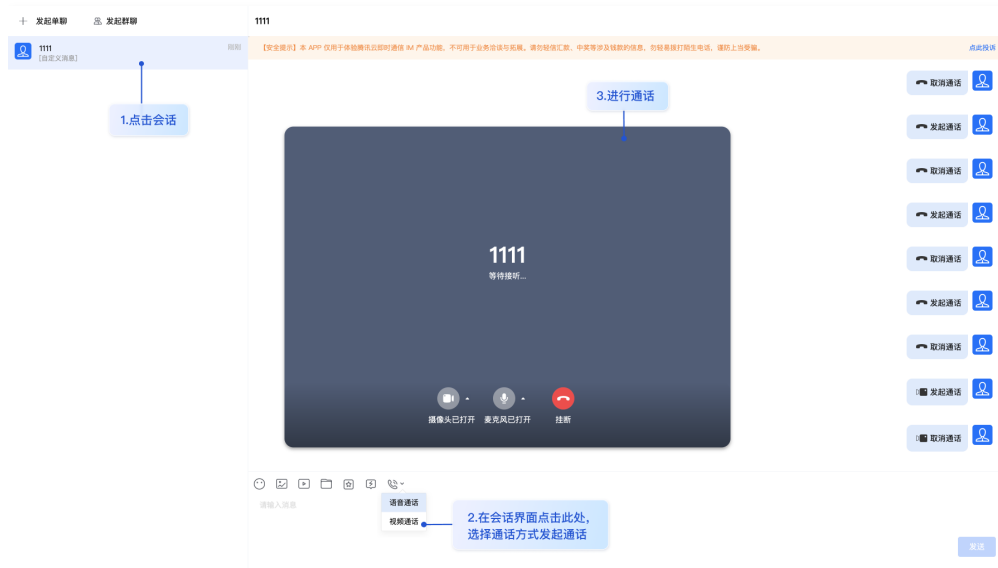 发起单聊
发起群聊
1111
1111
刚刚
[自定义消息]
【安全提示】本 APP 仅用于体验腾讯云即时通信 IM 产品功能，不可用于业务洽谈与拓展。请勿轻信汇款、中奖等涉及钱款的信息，勿轻易拨打陌生电话，谨防上当受骗。
点此投诉
取消通话
3.进行通话
1.点击会话
发起通话
取消通话
发起通话
1111
取消通话
等待接听...
发起通话
取消通话
发起通话
摄像头已打开
麦克风已打开
挂断
取消通话
请输入消息
语音通话
视频通话
2.在会话界面点击此处，
选择通话方式发起通话
发送